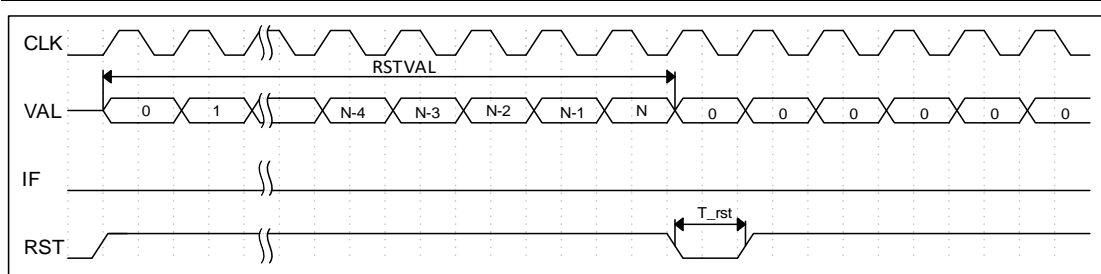 CLK
RSTVAL
VAL 0 1 N-4 N-3 N-2 N-1 N 0 0 0 0 0 0
IF
T_rst
RST